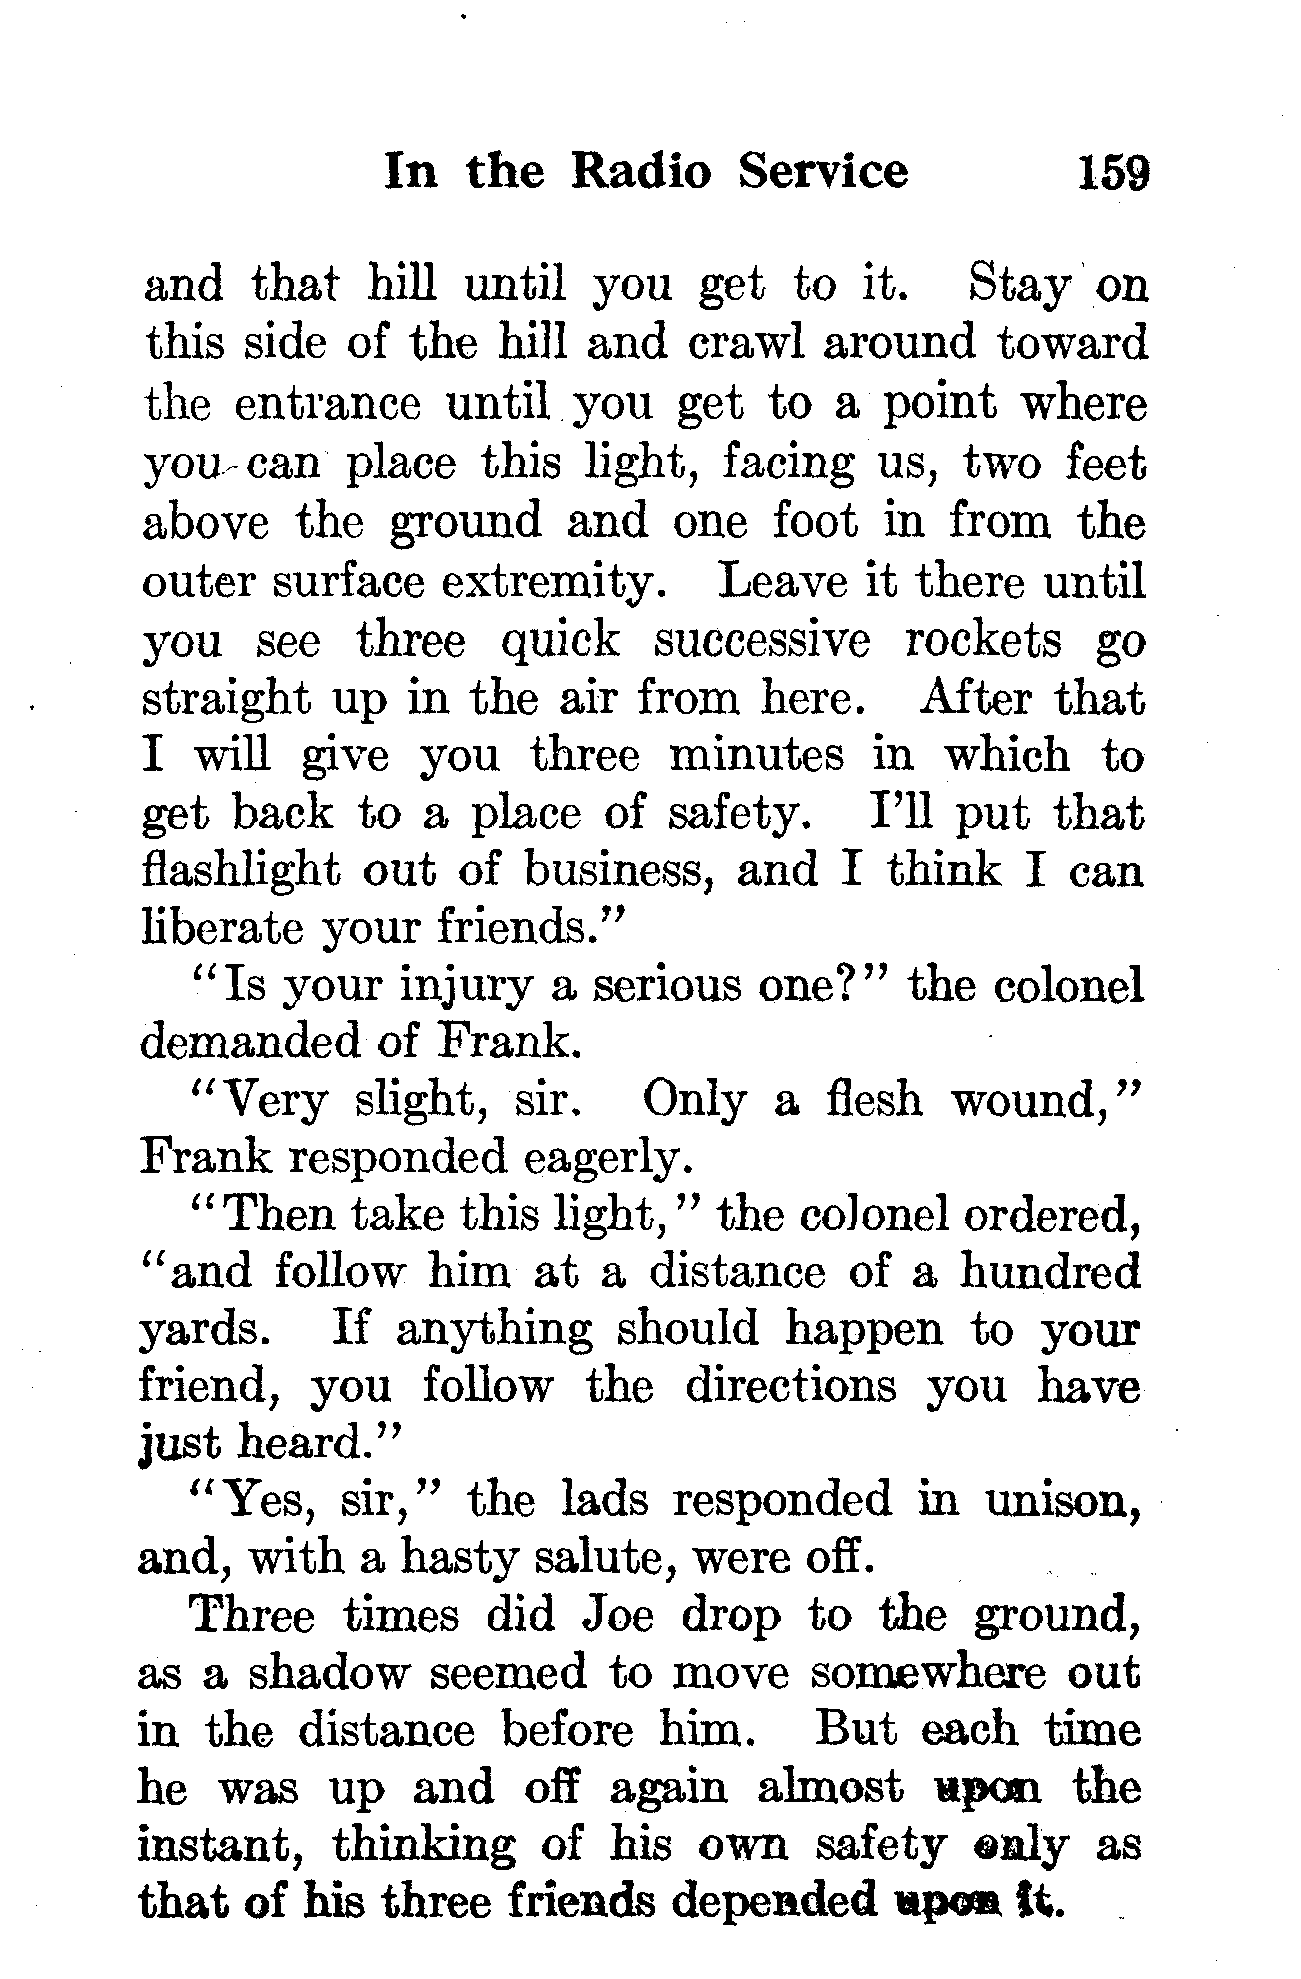 In the Radio Service 159
and that hill until you get to it. Stay on
this side of the hill and crawl around toward
the entrance until you get to a point where
you can place this light, facing us, two feet
above the ground and one foot in from the
outer surface extremity. Leave it there until
you see three quick successive rockets go
straight up in the air from here. After that
I will give you three minutes in which to
get back to a place of safety. I'll put that
flashlight out of business, and I think I can
liberate your friends."
"Is your injury a serious one?" the colonel
demanded of Frank.
"Very slight, sir. Only a flesh wound,"
Frank responded eagerly.
"Then take this light," the colonel ordered,
"and follow him at a distance of a hundred
yards. If anything should happen to your
friend, you follow the directions you have
just heard."
"Yes, sir," the lads responded in unison,
and, with a hasty salute, were off.
Three times did Joe drop to the ground,
as a shadow seemed to move somewhere out
in the distance before him. But each time
he was up and off again almost upon the
instant, thinking of his own safety only as
that of his three friends depended upon it.